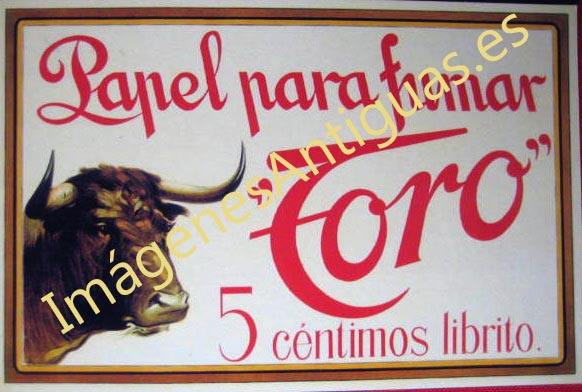 Papel para fumar
"Toro"
5 céntimos librito.
ImágenesAntiguas.es